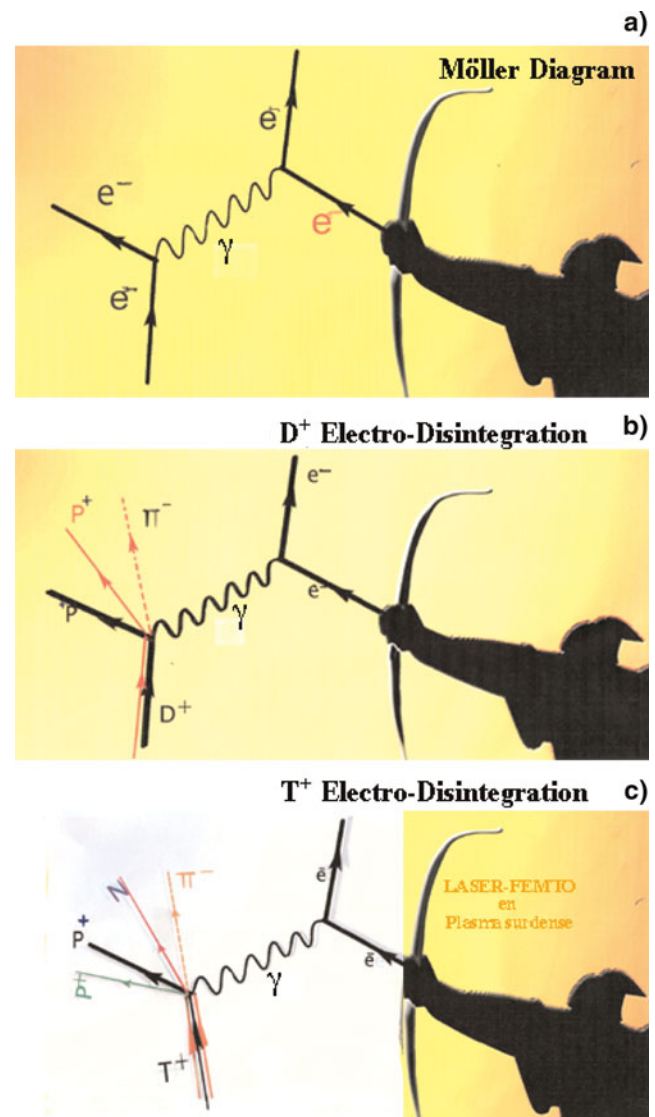 a)
Möller Diagram
e-
e-
e-
γ
e-
D+ Electro-Disintegration
b)
P+
π-
e-
+P
γ
e-
D+
T+ Electro-Disintegration
c)
N
π-
ē
LASER-FEMTO
en
Plasma surdense
P+
P+
γ
ē
T+